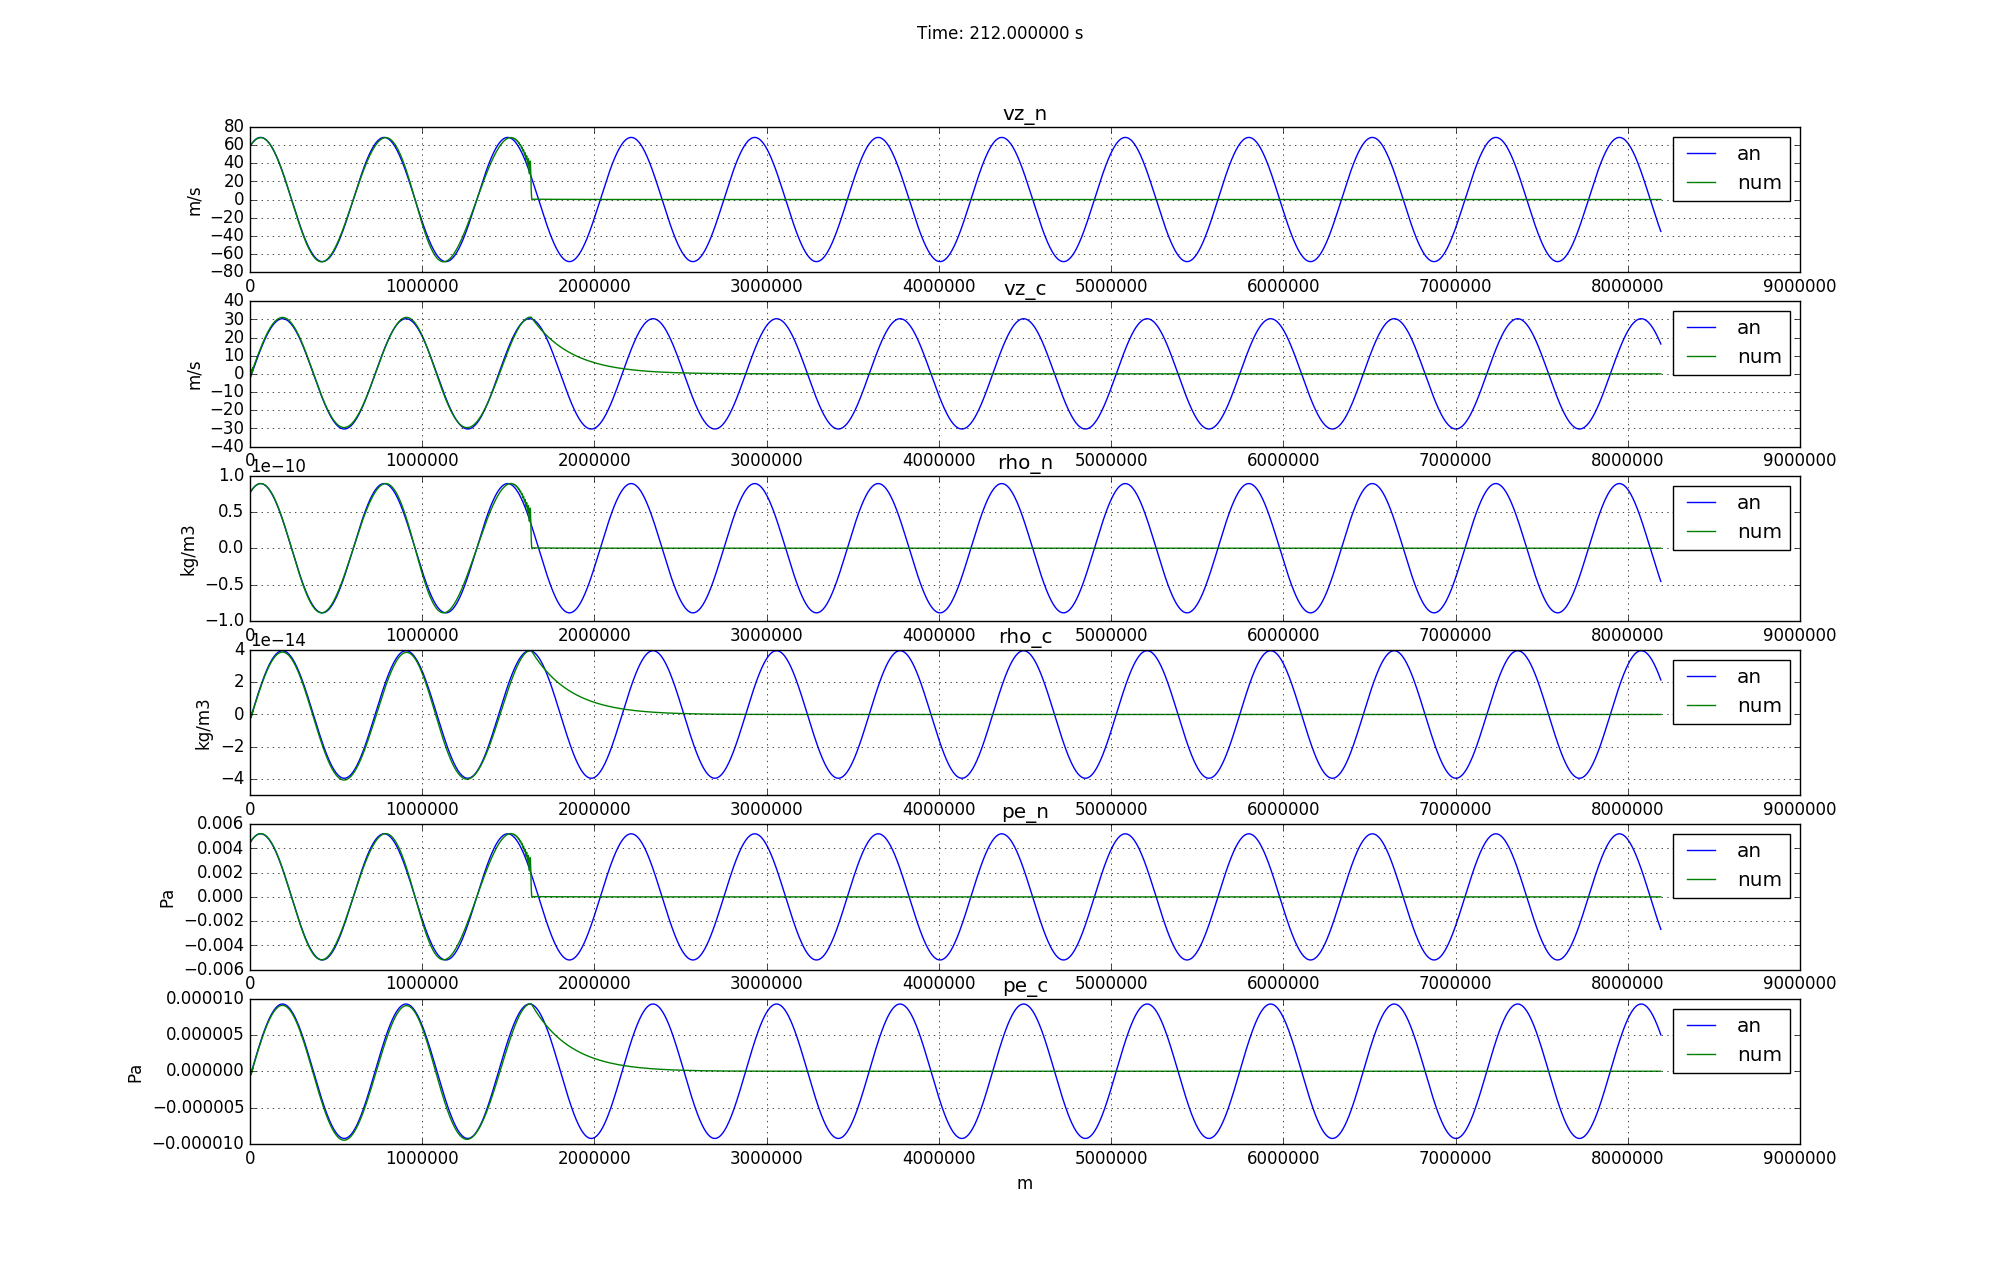 Time: 212.000000 s
vz_n
80
60
40
20
0
−20
−40
−60
−80
m/s
an
num
0 1000000 2000000 3000000 4000000 5000000 6000000 7000000 8000000 9000000
vz_c
40
30
20
10
0
−10
−20
−30
−40
m/s
an
num
0 1000000 2000000 3000000 4000000 5000000 6000000 7000000 8000000 9000000
1e−10
rho_n
1.0
0.5
0.0
−0.5
−1.0
kg/m3
an
num
0 1000000 2000000 3000000 4000000 5000000 6000000 7000000 8000000 9000000
1e−14
rho_c
4
2
0
−2
−4
kg/m3
an
num
0 1000000 2000000 3000000 4000000 5000000 6000000 7000000 8000000 9000000
pe_n
0.006
0.004
0.002
0.000
−0.002
−0.004
−0.006
Pa
an
num
0 1000000 2000000 3000000 4000000 5000000 6000000 7000000 8000000 9000000
pe_c
0.000010
0.000005
0.000000
−0.000005
−0.000010
Pa
an
num
0 1000000 2000000 3000000 4000000 5000000 6000000 7000000 8000000 9000000
m